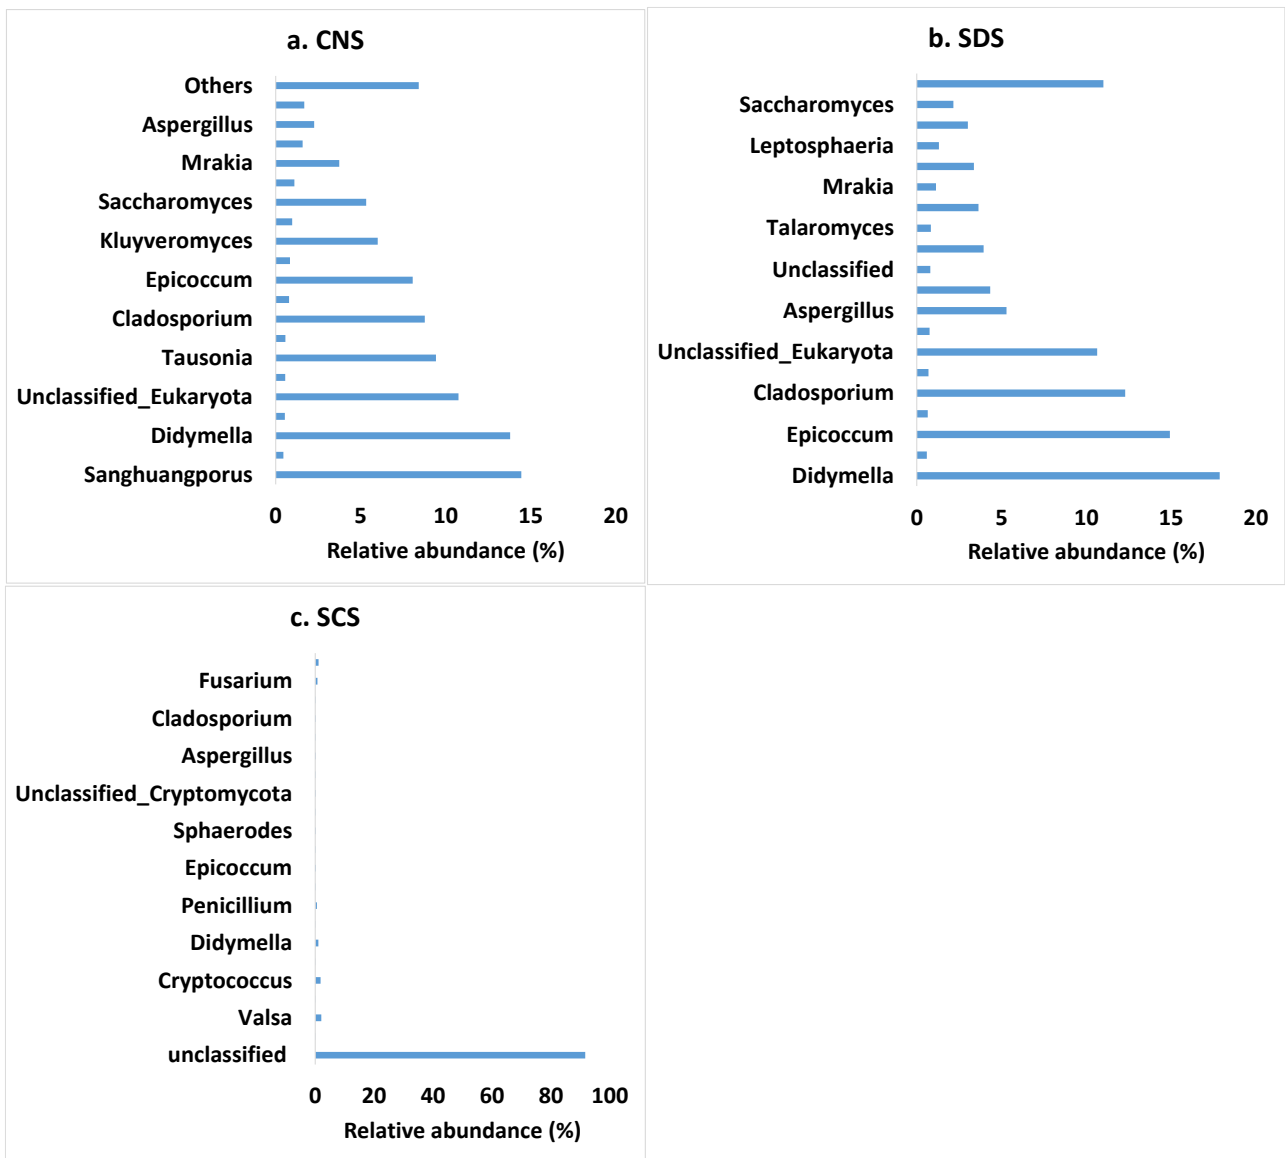 a. CNS
Others
Aspergillus
Mrakia
Saccharomyces
Kluyveromyces
Epicoccum
Cladosporium
Tausonia
Unclassified_Eukaryota
Didymella
Sanghuangporus
0 5 10 15 20
Relative abundance (%)
b. SDS
Saccharomyces
Leptosphaeria
Mrakia
Talaromyces
Unclassified
Aspergillus
Unclassified_Eukaryota
Cladosporium
Epicoccum
Didymella
0 5 10 15 20
Relative abundance (%)
c. SCS
Fusarium
Cladosporium
Aspergillus
Unclassified_Cryptomycota
Sphaerodes
Epicoccum
Penicillium
Didymella
Cryptococcus
Valsa
unclassified
0 20 40 60 80 100
Relative abundance (%)